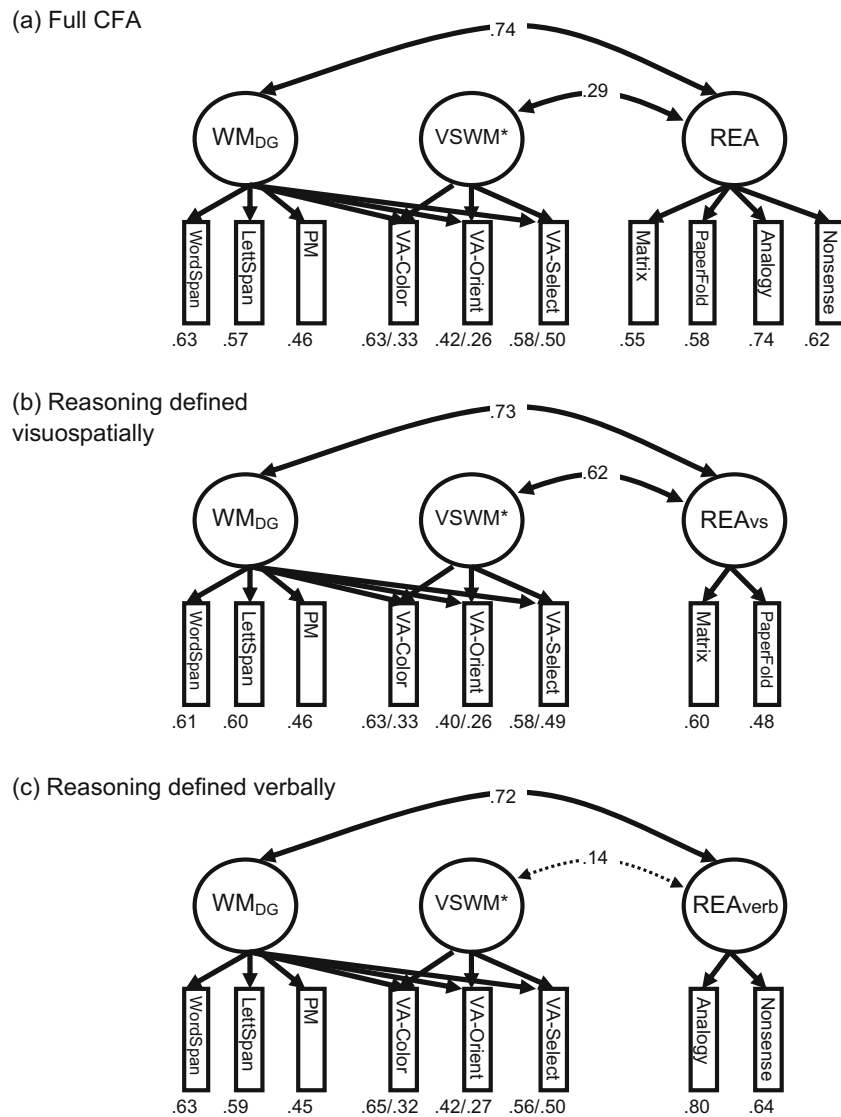 (a) Full CFA
.74
.29
WMDG
VSWM*
REA
WordSpan
LettSpan
PM
VA-Color
VA-Orient
VA-Select
Matrix
PaperFold
Analogy
Nonsense
.63 .57 .46 .63/.33 .42/.26 .58/.50 .55 .58 .74 .62
(b) Reasoning defined
visuospatially
.73
.62
WMDG
VSWM*
REAvs
WordSpan
LettSpan
PM
VA-Color
VA-Orient
VA-Select
Matrix
PaperFold
.61 .60 .46 .63/.33 .40/.26 .58/.49 .60 .48
(c) Reasoning defined verbally
.72
.14
WMDG
VSWM*
REAverb
WordSpan
LettSpan
PM
VA-Color
VA-Orient
VA-Select
Analogy
Nonsense
.63 .59 .45 .65/.32 .42/.27 .56/.50 .80 .64